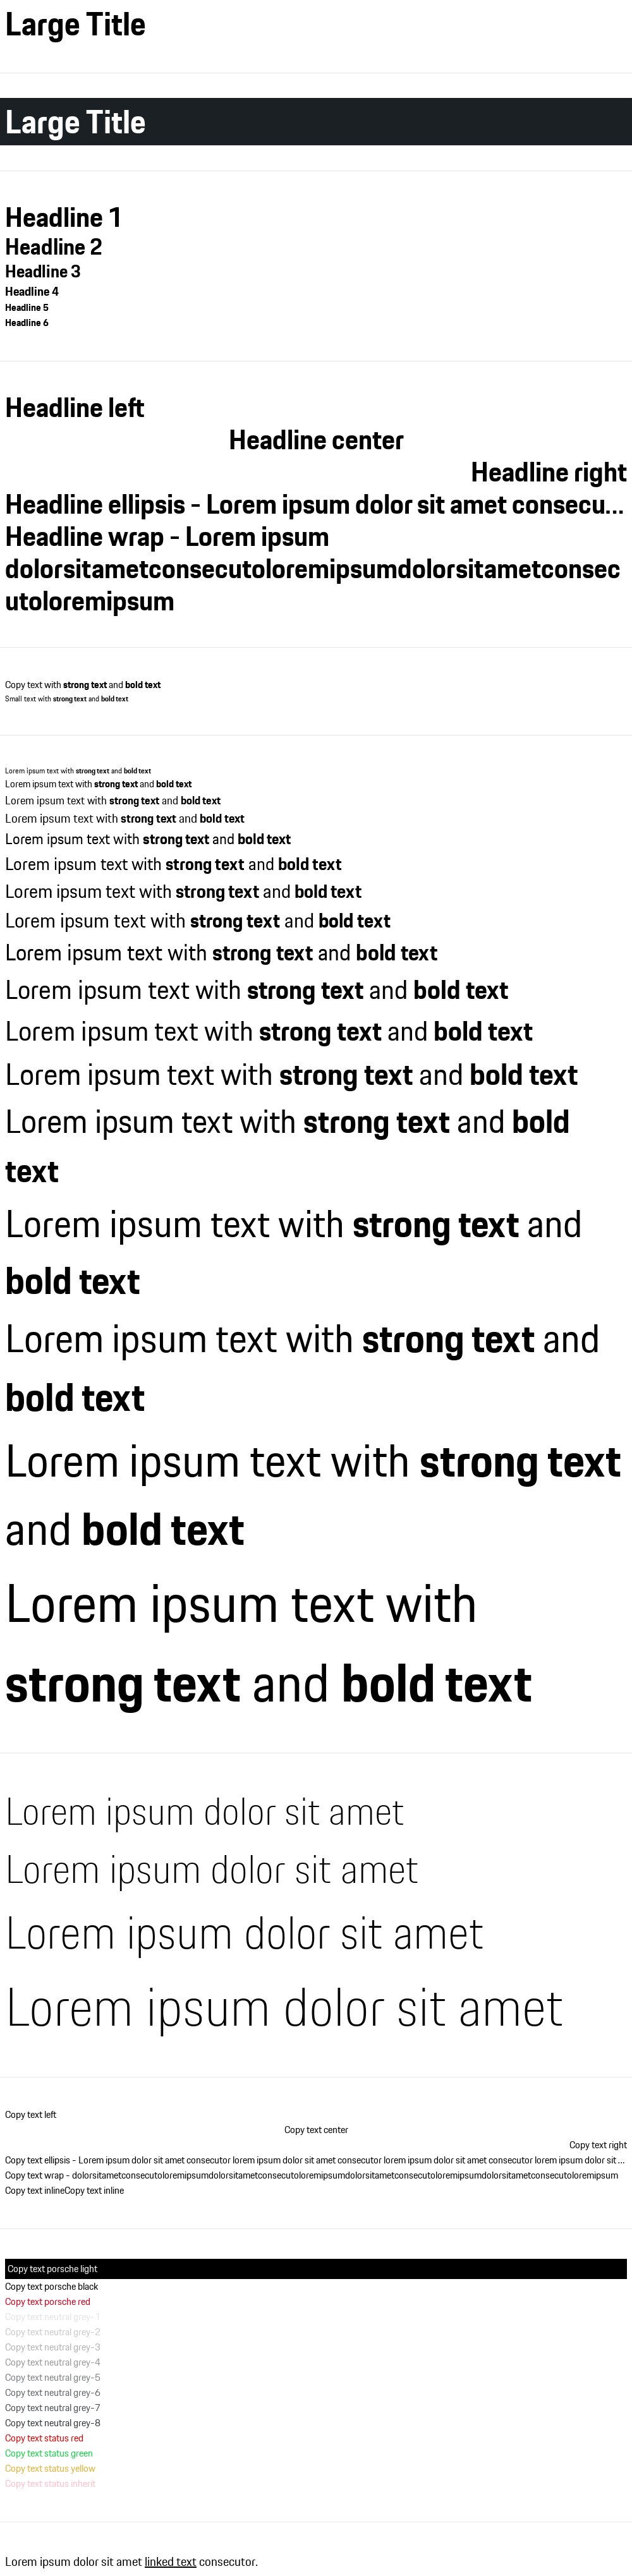 Large Title
Large Title
Headline 1
Headline 2
Headline 3
Headline 4
Headline 5
Headline 6
Headline left
Headline center
Headline right
Headline ellipsis - Lorem ipsum dolor sit amet consecu...
Headline wrap - Lorem ipsum
dolorsitametconsecutoloremipsumdolorsitametconsec
utoloremipsum
Copy text with strong text and bold text
Small text with strong text and bold text
Lorem ipsum text with strong text and bold text
Lorem ipsum text with strong text and bold text
Lorem ipsum text with strong text and bold text
Lorem ipsum text with strong text and bold text
Lorem ipsum text with strong text and bold text
Lorem ipsum text with strong text and bold text
Lorem ipsum text with strong text and bold text
Lorem ipsum text with strong text and bold text
Lorem ipsum text with strong text and bold text
Lorem ipsum text with strong text and bold text
Lorem ipsum text with strong text and bold text
Lorem ipsum text with strong text and bold text
Lorem ipsum text with strong text and bold
text
Lorem ipsum text with strong text and
bold text
Lorem ipsum text with strong text and
bold text
Lorem ipsum text with strong text
and bold text
Lorem ipsum text with
strong text and bold text
Lorem ipsum dolor sit amet
Lorem ipsum dolor sit amet
Lorem ipsum dolor sit amet
Lorem ipsum dolor sit amet
Copy text left
Copy text center
Copy text right
Copy text ellipsis - Lorem ipsum dolor sit amet consecutor lorem ipsum dolor sit amet consecutor lorem ipsum dolor sit amet consecutor lorem ipsum dolor sit ...
Copy text wrap - dolorsitametconsecutoloremipsumdolorsitametconsecutoloremipsumdolorsitametconsecutoloremipsumdolorsitametconsecutoloremipsum
Copy text inlineCopy text inline
Copy text porsche light
Copy text porsche black
Copy text porsche red
Copy text neutral grey-1
Copy text neutral grey-2
Copy text neutral grey-3
Copy text neutral grey-4
Copy text neutral grey-5
Copy text neutral grey-6
Copy text neutral grey-7
Copy text neutral grey-8
Copy text status red
Copy text status green
Copy text status yellow
Copy text status inherit
Lorem ipsum dolor sit amet linked text consecutor.